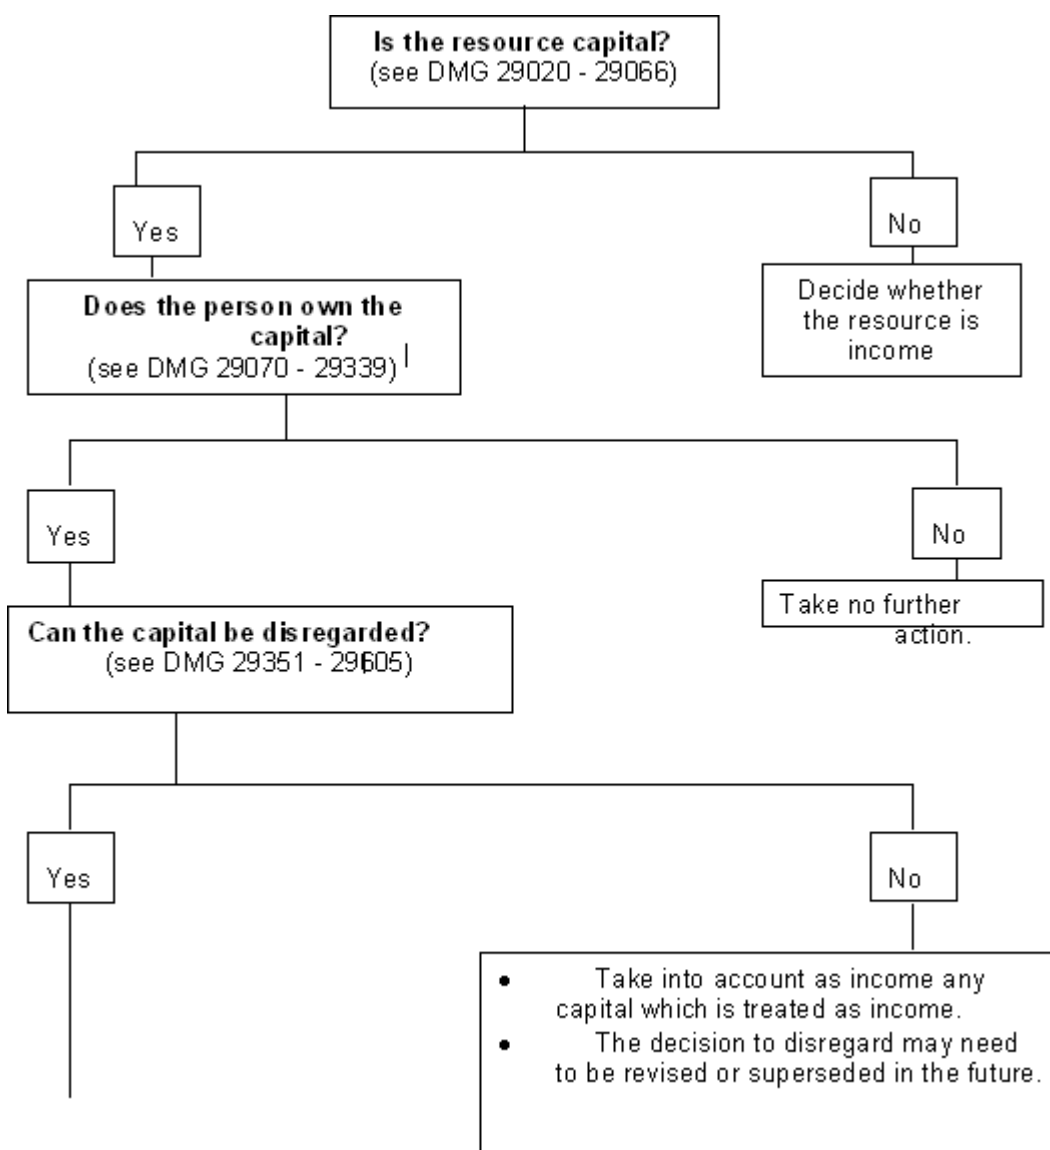 Is the resource capital?
(see DMG 29020 - 29066)
Yes
No
Does the person own the
capital?
(see DMG 29070 - 29339)
Decide whether
the resource is
income
Yes
No
Can the capital be disregarded?
(see DMG 29351 - 29605)
Take no further
action.
Yes
No
● Take into account as income any
capital which is treated as income.
● The decision to disregard may need
to be revised or superseded in the future.